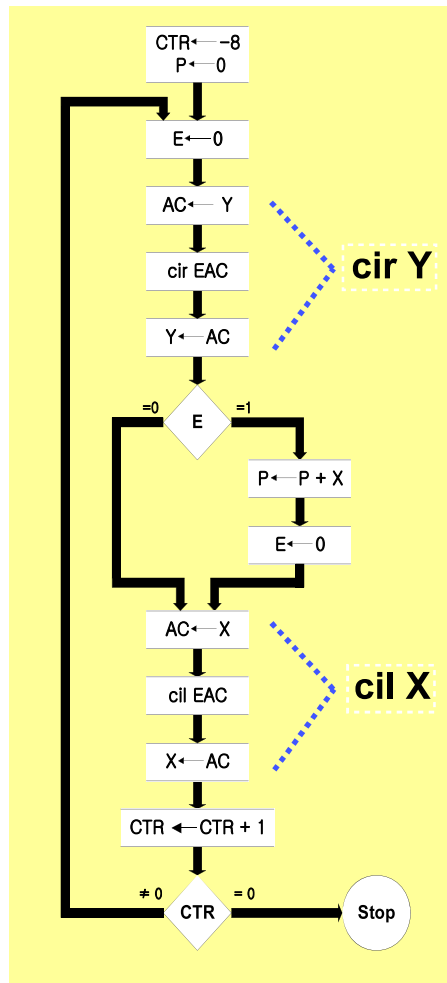 CTR ← -8
P ← 0
E ← 0
AC ← Y
cir EAC
Y ← AC
cir Y
=0
E
=1
P ← P + X
E ← 0
AC ← X
cil EAC
X ← AC
cil X
CTR ← CTR + 1
≠ 0
CTR
= 0
Stop